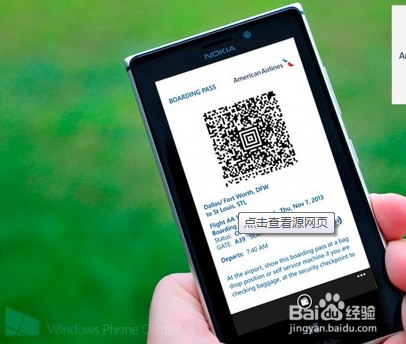 NOKIA
AmericanAirlines
BOARDING PASS
Dallas/ Fort Worth, DFW
to St Louis, STL
Flight AA
Thu, Nov 7, 2013
Boarding
点击查看源网页
Status:
GATE: A39
Departs: 7:40 AM
At the airport, show this boarding pass at a bag
drop position or self service machine if you are
checking baggage, at the security checkpoint to
Windows Phone Central
Baidu 经验
jingyan.baidu.com